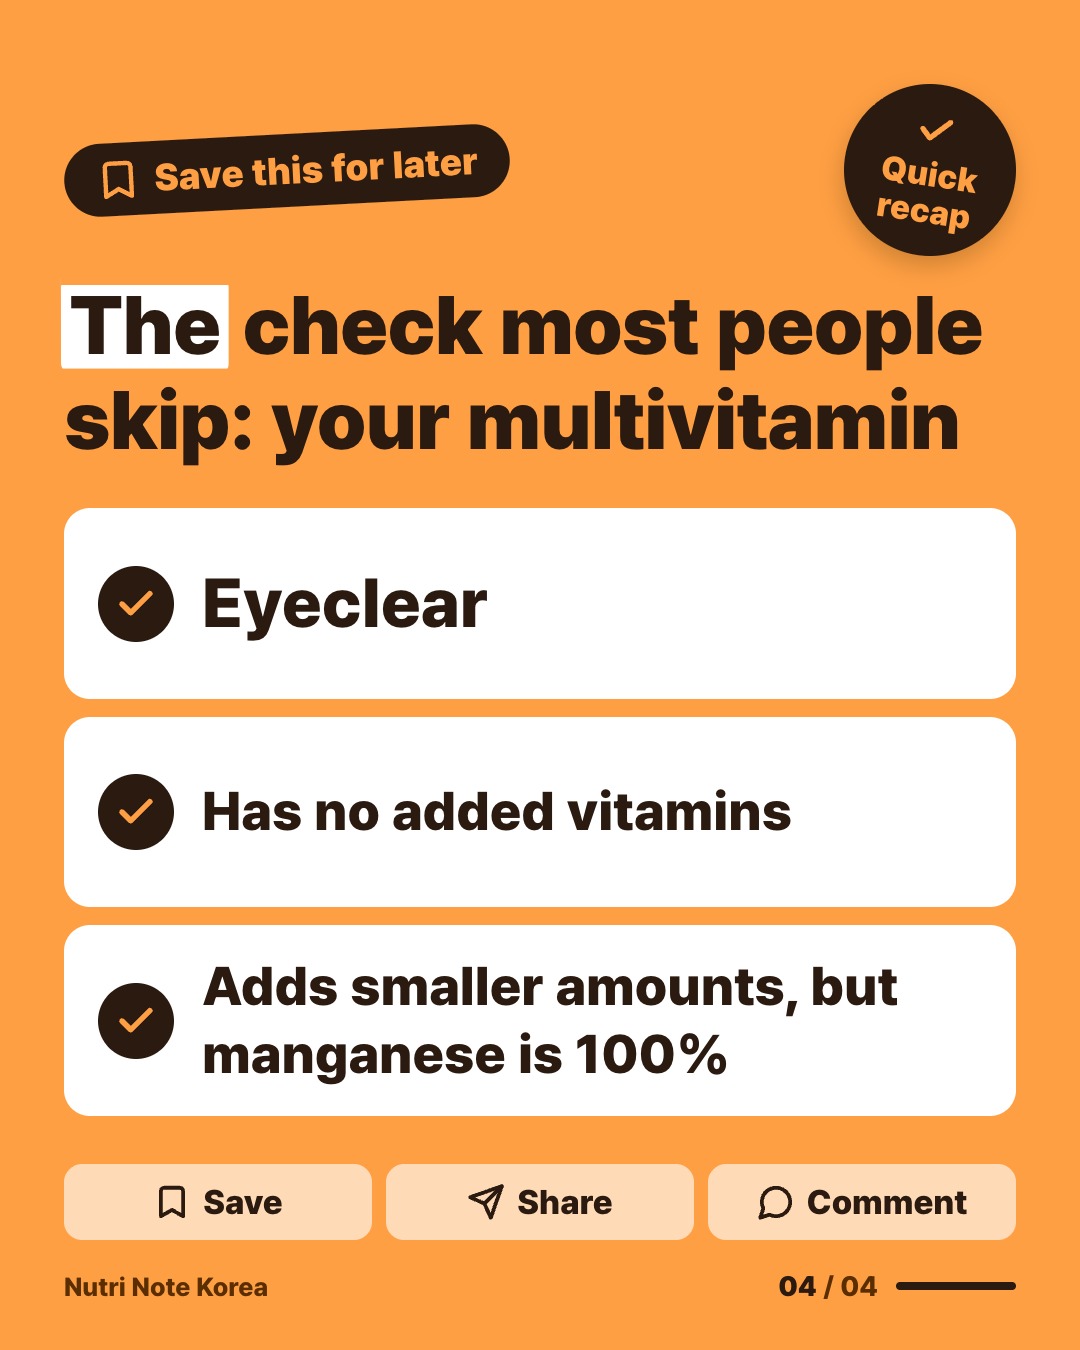 Save this for later
Quick
recap
The check most people
skip: your multivitamin
Eyeclear
Has no added vitamins
Adds smaller amounts, but
manganese is 100%
Save
Share
Comment
Nutri Note Korea
04 / 04